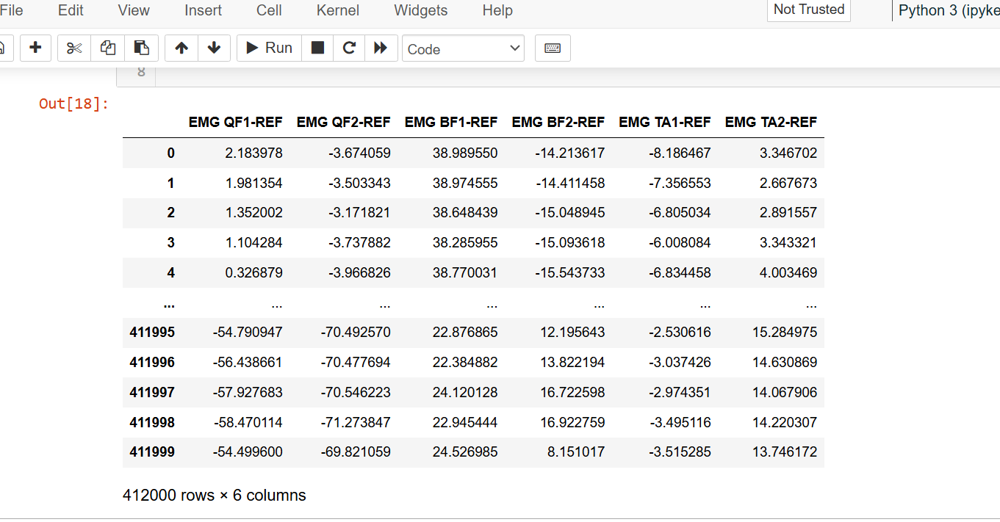 File Edit View Insert Cell Kernel Widgets Help Not Trusted Python 3 (ipyke
Run Code
8
Out[18]:
EMG QF1-REF EMG QF2-REF EMG BF1-REF EMG BF2-REF EMG TA1-REF EMG TA2-REF
0 2.183978 -3.674059 38.989550 -14.213617 -8.186467 3.346702
1 1.981354 -3.503343 38.974555 -14.411458 -7.356553 2.667673
2 1.352002 -3.171821 38.648439 -15.048945 -6.805034 2.891557
3 1.104284 -3.737882 38.285955 -15.093618 -6.008084 3.343321
4 0.326879 -3.966826 38.770031 -15.543733 -6.834458 4.003469
... ... ... ... ... ... ...
411995 -54.790947 -70.492570 22.876865 12.195643 -2.530616 15.284975
411996 -56.438661 -70.477694 22.384882 13.822194 -3.037426 14.630869
411997 -57.927683 -70.546223 24.120128 16.722598 -2.974351 14.067906
411998 -58.470114 -71.273847 22.945444 16.922759 -3.495116 14.220307
411999 -54.499600 -69.821059 24.526985 8.151017 -3.515285 13.746172
412000 rows × 6 columns